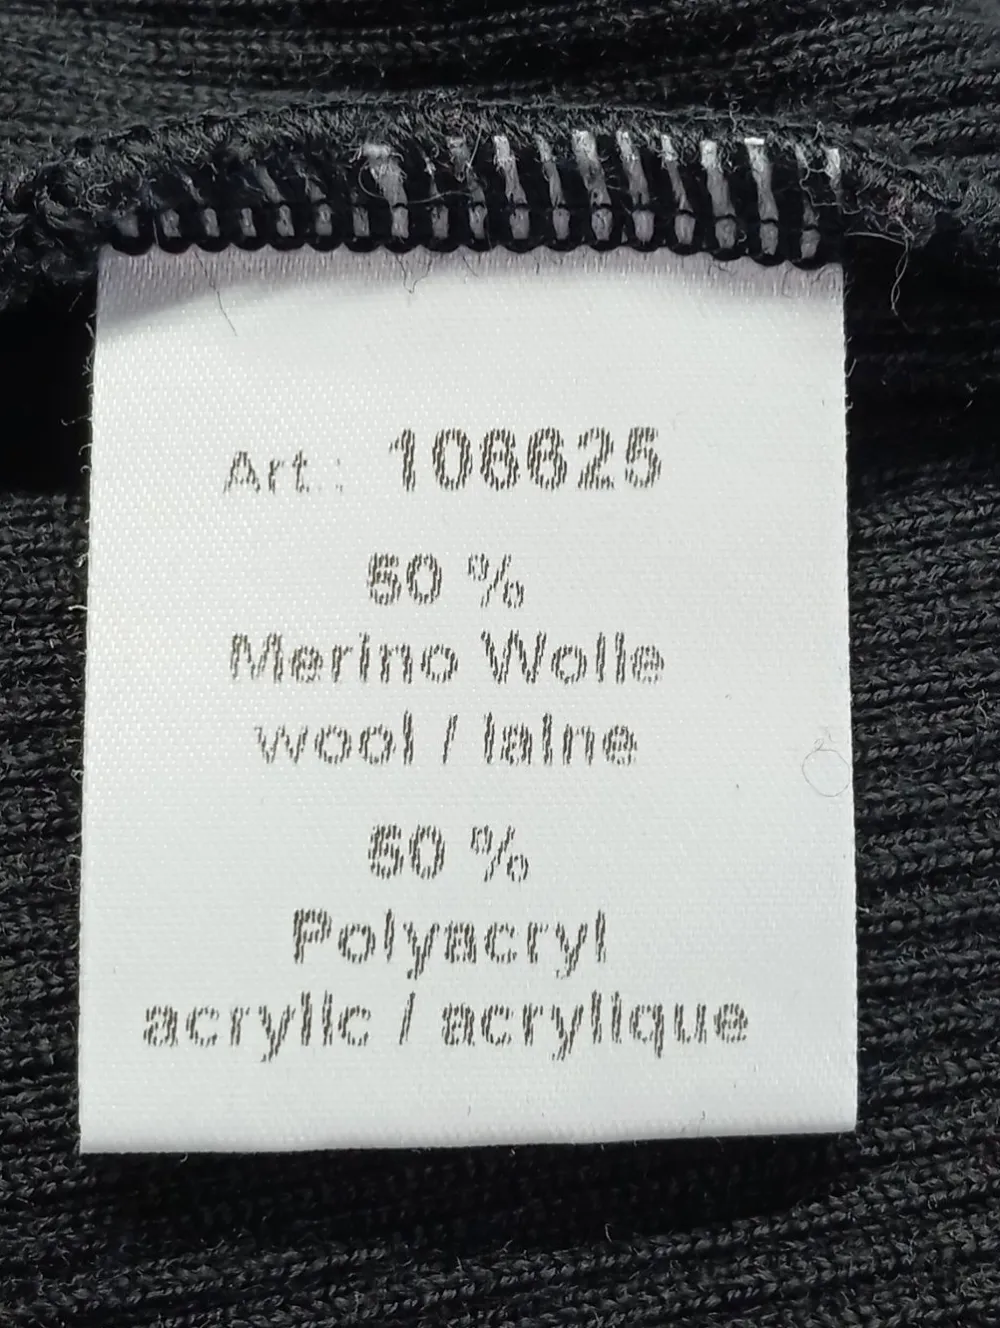 Art.: 106625
50 %
Merino Wolle
wool / laine
50 %
Polyacryl
acrylic / acrylique